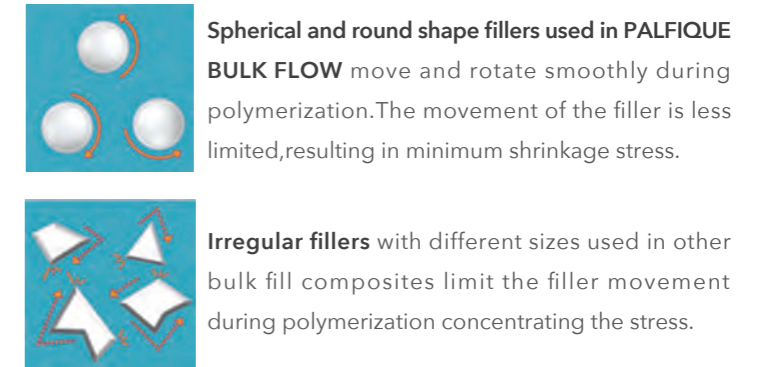 Spherical and round shape fillers used in PALFIQUE
BULK FLOW move and rotate smoothly during
polymerization.The movement of the filler is less
limited,resulting in minimum shrinkage stress.
Irregular fillers with different sizes used in other
bulk fill composites limit the filler movement
during polymerization concentrating the stress.